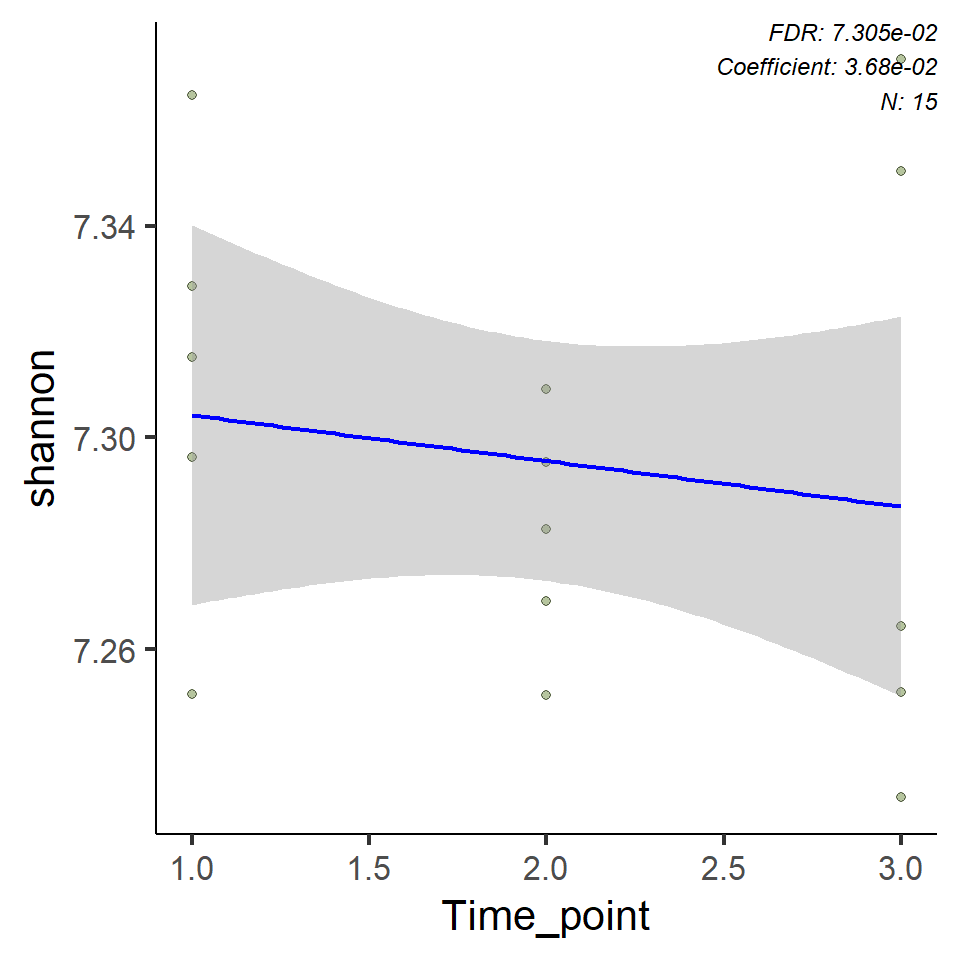 FDR: 7.305e-02
Coefficient: 3.68e-02
N: 15
7.34
7.30
7.26
shannon
1.0 1.5 2.0 2.5 3.0
Time_point